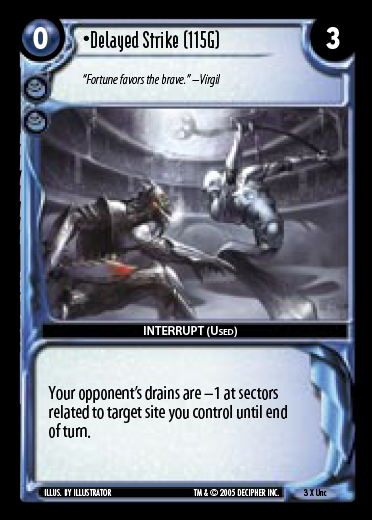 0
•Delayed Strike (115G)
3
"Fortune favors the brave." –Virgil
INTERRUPT (USED)
Your opponent's drains are –1 at sectors
related to target site you control until end
of turn.
ILLUS. BY ILLUSTRATOR
TM & © 2005 DECIPHER INC.
3 X Unc